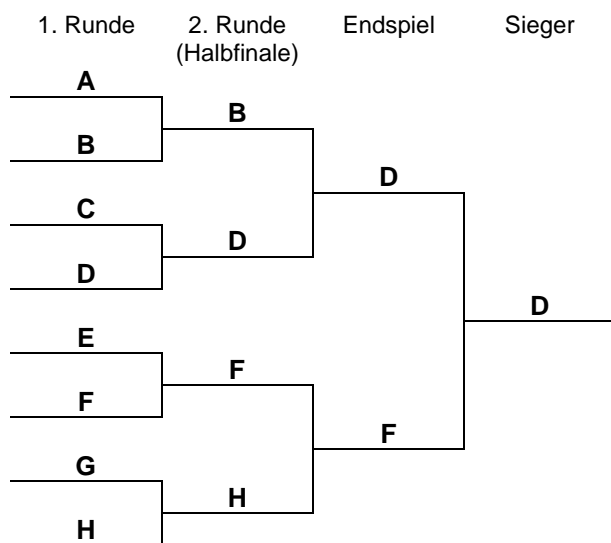 1. Runde 2. Runde Endspiel Sieger
(Halbfinale)
A
B
B
D
C
D
D
D
E
F
F
F
G
H
H